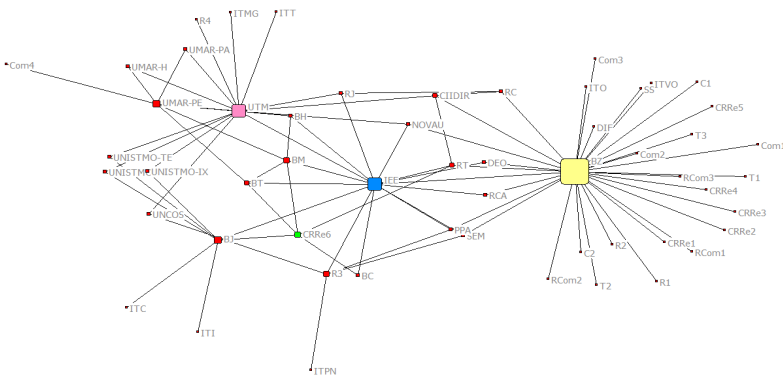 ITMG
ITT
R4
UMAR-PA
Com3
UMAR-H
Com4
ITO
ITVO
SS
C1
RJ
CIIDIR
RC
UMAR-PE
UTM
CRRe5
BH
NOVAU
DIF
T3
Com1
UNISTMO-TE
BM
RT
DEO
BZ
Com2
UNISTMO-IX
BT
IEE
RCom3
T1
RCA
CRRe4
UNCOS
CRRe3
PPA
CRRe2
BJ
CRRe6
SEM
R2
CRRe1
C2
RCom1
R3
BC
RCom2
T2
R1
ITC
ITI
ITPN